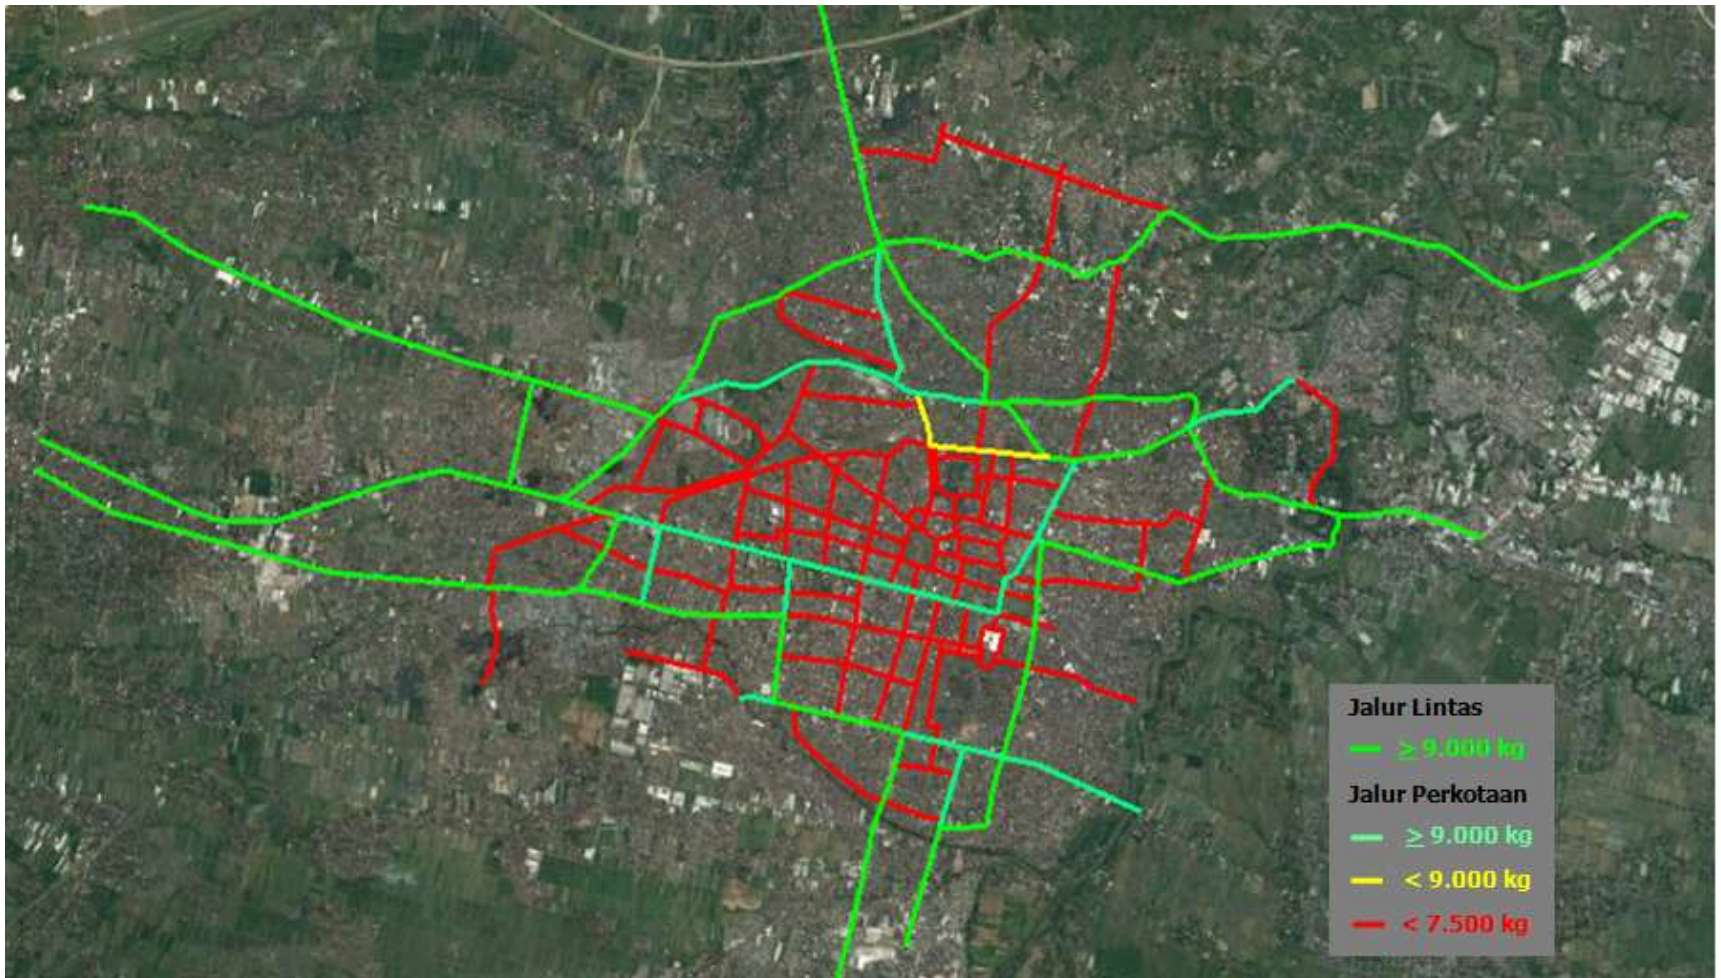 Jalur Lintas
≥ 9.000 kg
Jalur Perkotaan
≥ 9.000 kg
< 9.000 kg
< 7.500 kg